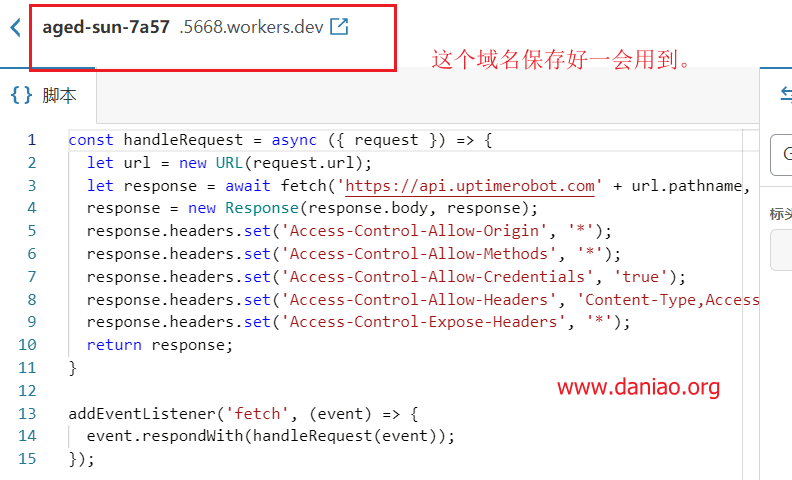 aged-sun-7a57 .5668.workers.dev
这个域名保存好一会用到。
{} 脚本
1 const handleRequest = async ({ request }) => {
2 let url = new URL(request.url);
3 let response = await fetch('https://api.uptimerobot.com' + url.pathname,
4 response = new Response(response.body, response);
5 response.headers.set('Access-Control-Allow-Origin', '*');
6 response.headers.set('Access-Control-Allow-Methods', '*');
7 response.headers.set('Access-Control-Allow-Credentials', 'true');
8 response.headers.set('Access-Control-Allow-Headers', 'Content-Type,Access
9 response.headers.set('Access-Control-Expose-Headers', '*');
10 return response;
11 }
12
13 addEventListener('fetch', (event) => {
14 event.respondWith(handleRequest(event));
15 });
www.daniao.org
标